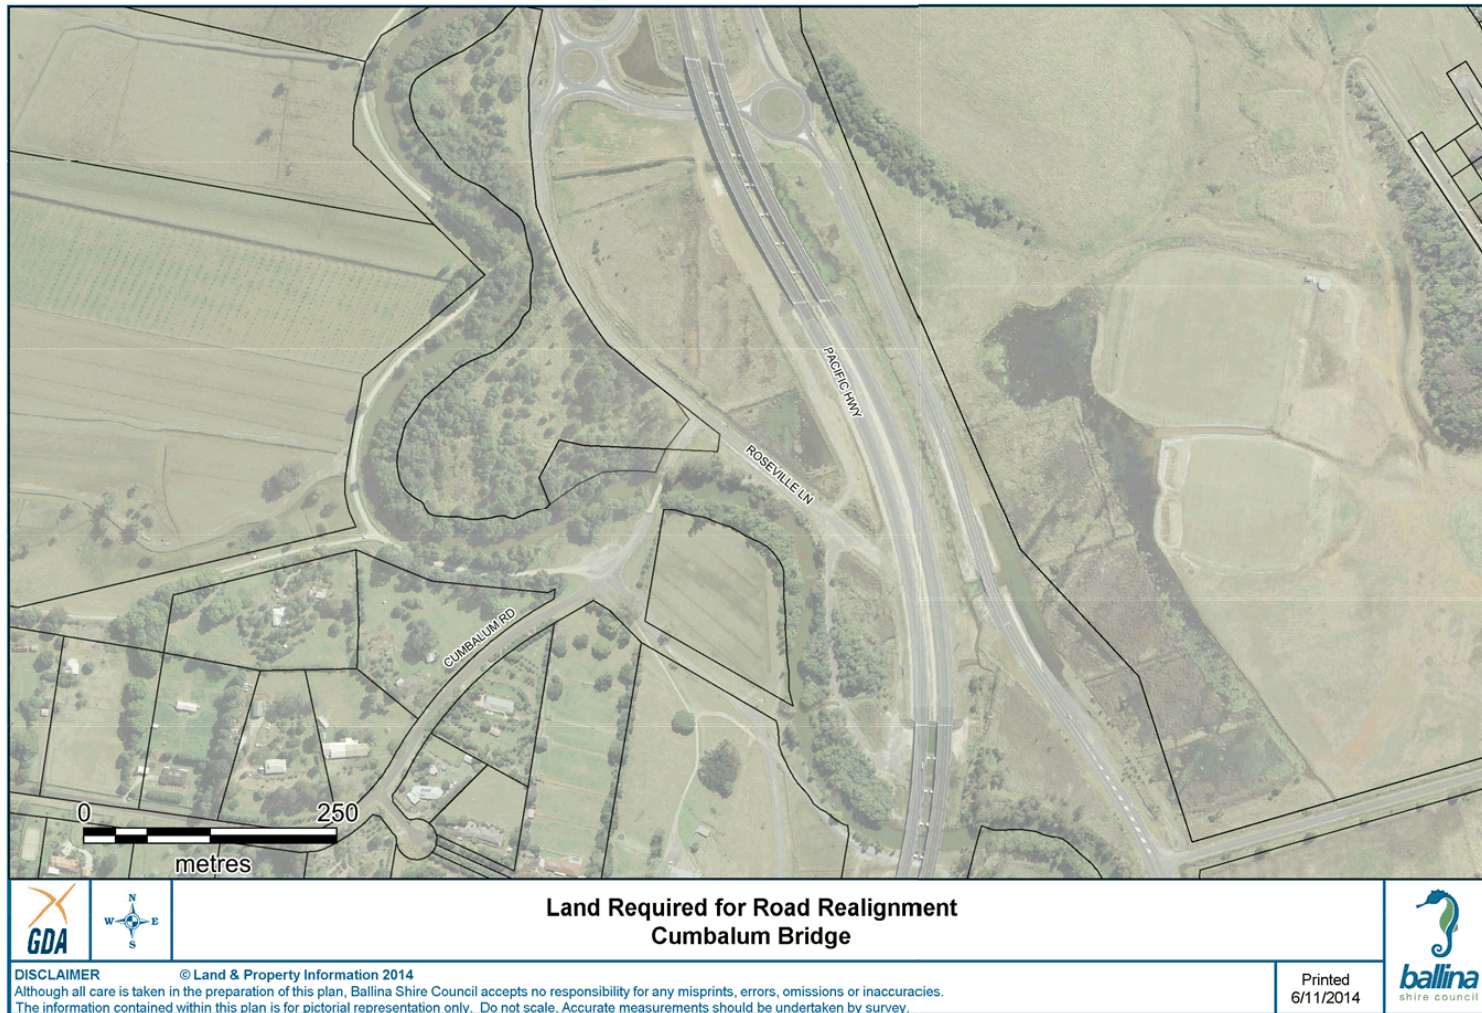 PACIFIC HWY
ROSEVILLE LN
CUMBALUM RD
0 250
metres
GDA
N
W E
S
Land Required for Road Realignment
Cumbalum Bridge
ballina
shire council
DISCLAIMER © Land & Property Information 2014
Although all care is taken in the preparation of this plan, Ballina Shire Council accepts no responsibility for any misprints, errors, omissions or inaccuracies.
The information contained within this plan is for pictorial representation only. Do not scale. Accurate measurements should be undertaken by survey.
Printed
6/11/2014